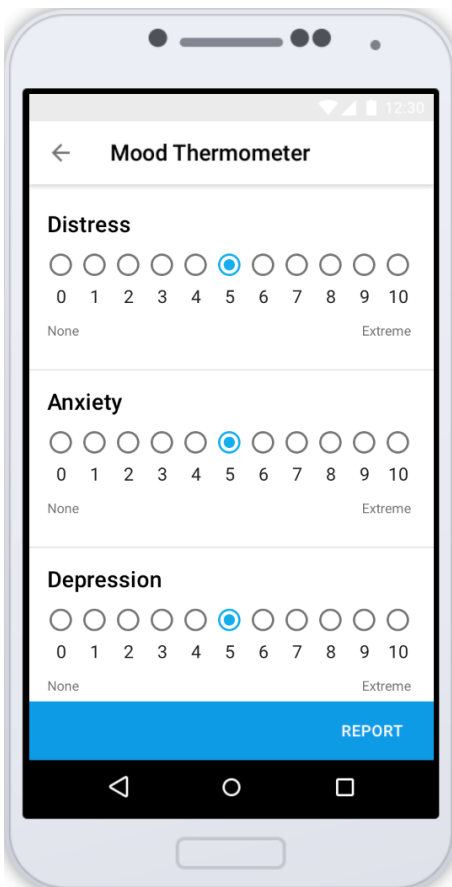 12:30
Mood Thermometer
Distress
0 1 2 3 4 5 6 7 8 9 10
None Extreme
Anxiety
0 1 2 3 4 5 6 7 8 9 10
None Extreme
Depression
0 1 2 3 4 5 6 7 8 9 10
None Extreme
REPORT